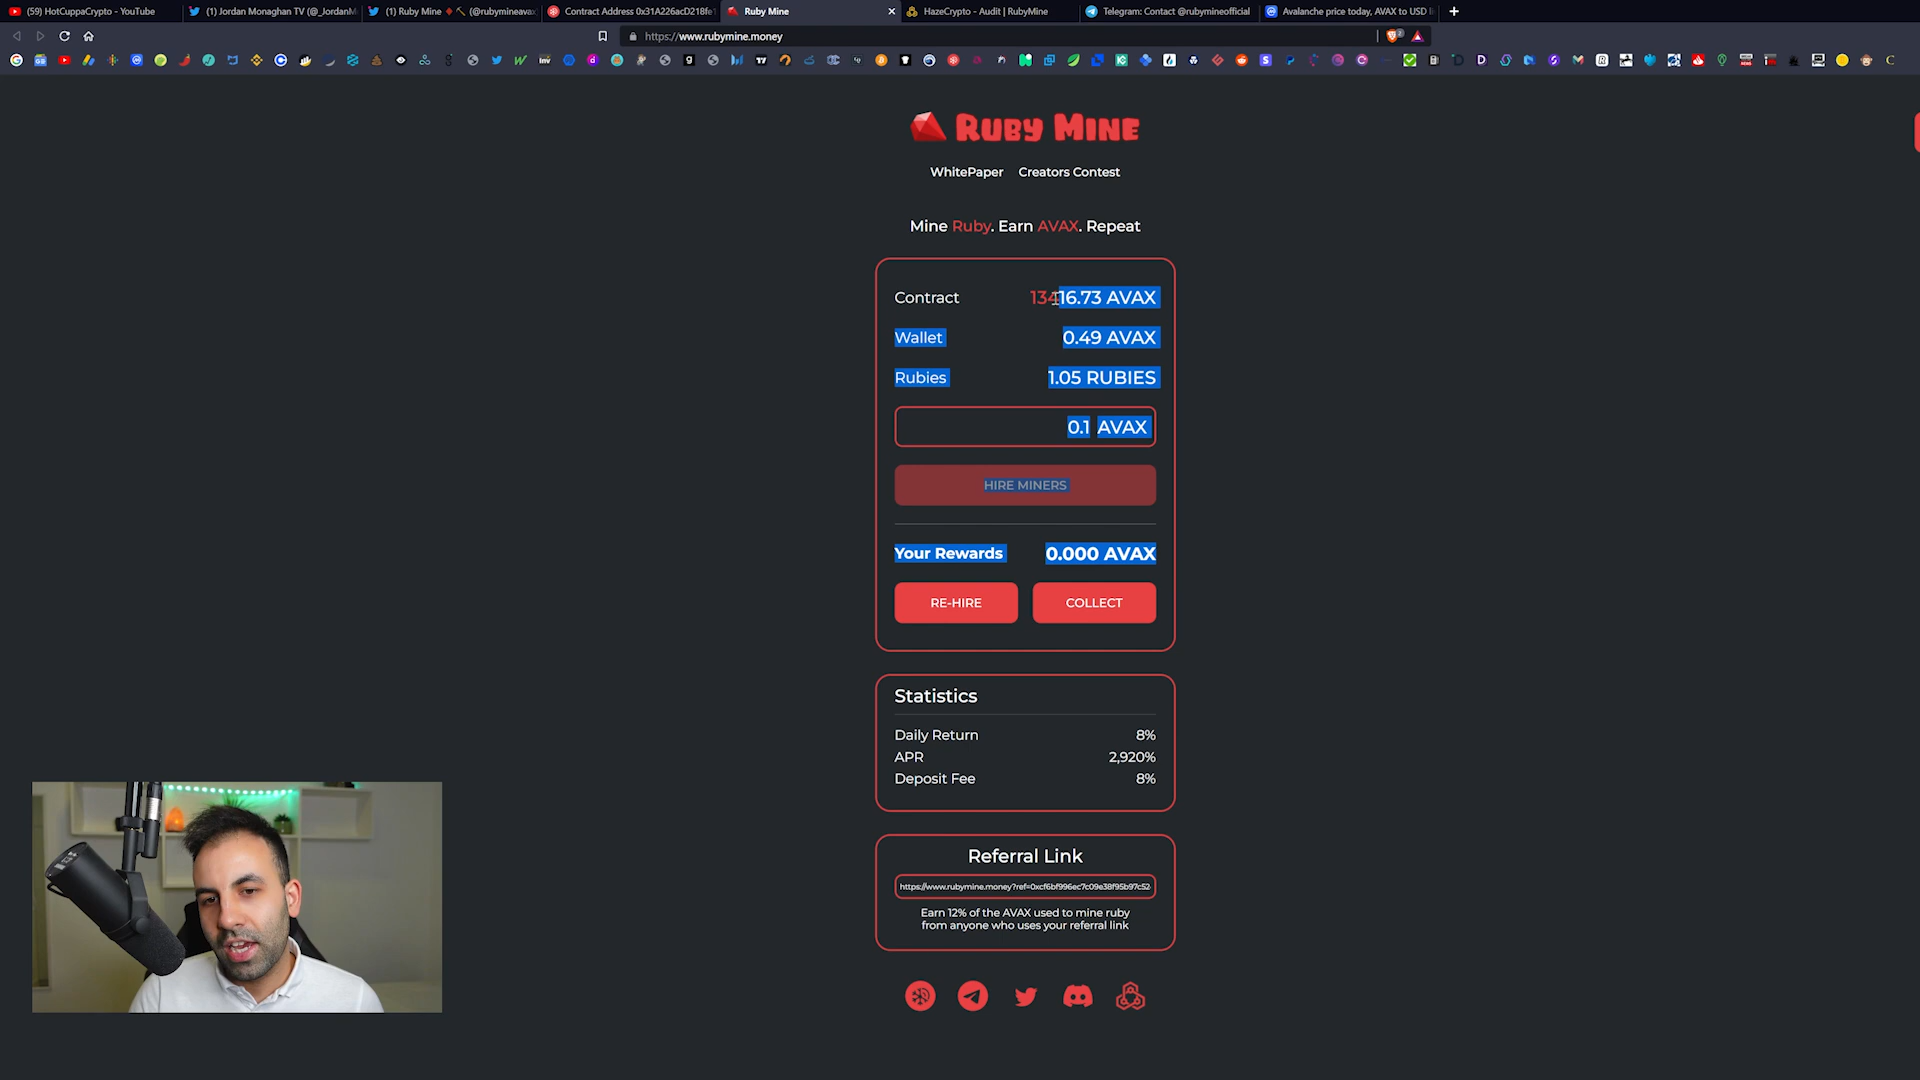 (59) HotCuppaCrypto - YouTube
(1) Jordan Monaghan TV (@_JordanM
(1) Ruby Mine (@rubymineavax
Contract Address 0x31A226acD218fe1
Ruby Mine
HazeCrypto - Audit | RubyMine
Telegram: Contact @rubymineofficial
Avalanche price today, AVAX to USD li
https://www.rubymine.money
RUBY MINE
WhitePaper Creators Contest
Mine Ruby. Earn AVAX. Repeat
Contract 13416.73 AVAX
Wallet 0.49 AVAX
Rubies 1.05 RUBIES
0.1 AVAX
HIRE MINERS
Your Rewards 0.000 AVAX
RE-HIRE COLLECT
Statistics
Daily Return 8%
APR 2,920%
Deposit Fee 8%
Referral Link
https://www.rubymine.money?ref=0xcf6bf996ec7c09e38f95b97c52
Earn 12% of the AVAX used to mine ruby
from anyone who uses your referral link